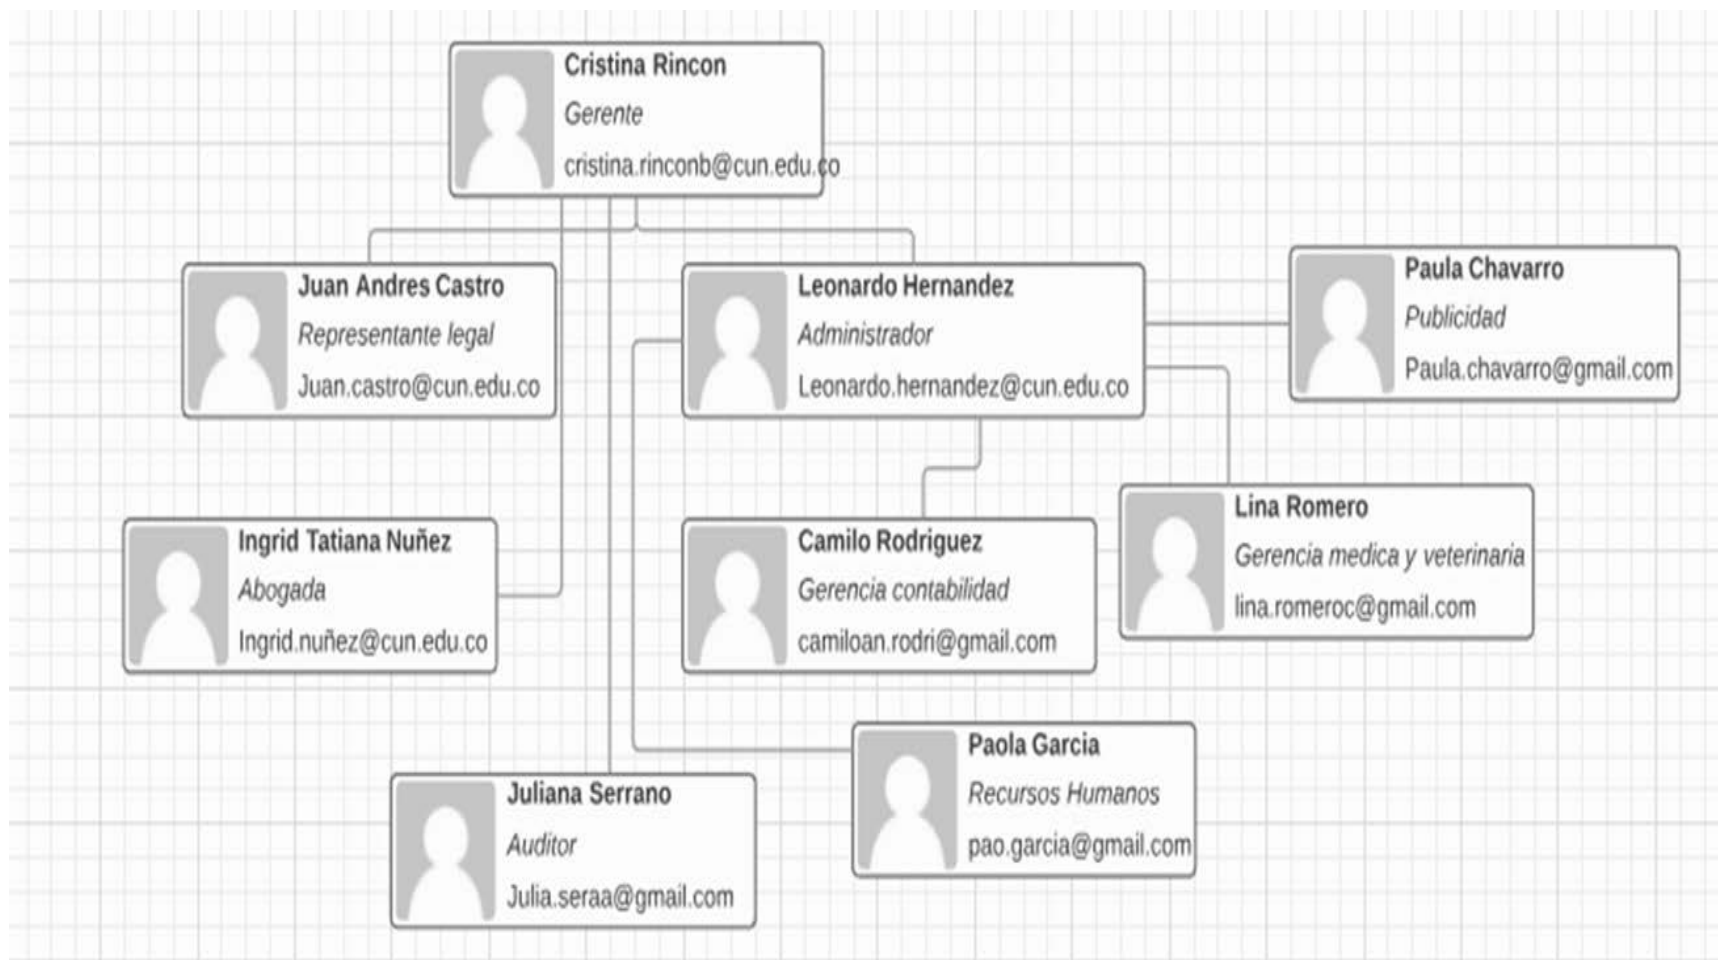 Cristina Rincon
Gerente
cristina.rinconb@cun.edu.co
Juan Andres Castro
Representante legal
Juan.castro@cun.edu.co
Leonardo Hernandez
Administrador
Leonardo.hernandez@cun.edu.co
Paula Chavarro
Publicidad
Paula.chavarro@gmail.com
Ingrid Tatiana Nuñez
Abogada
Ingrid.nuñez@cun.edu.co
Camilo Rodriguez
Gerencia contabilidad
camiloan.rodri@gmail.com
Lina Romero
Gerencia medica y veterinaria
lina.romeroc@gmail.com
Juliana Serrano
Auditor
Julia.seraa@gmail.com
Paola Garcia
Recursos Humanos
pao.garcia@gmail.com